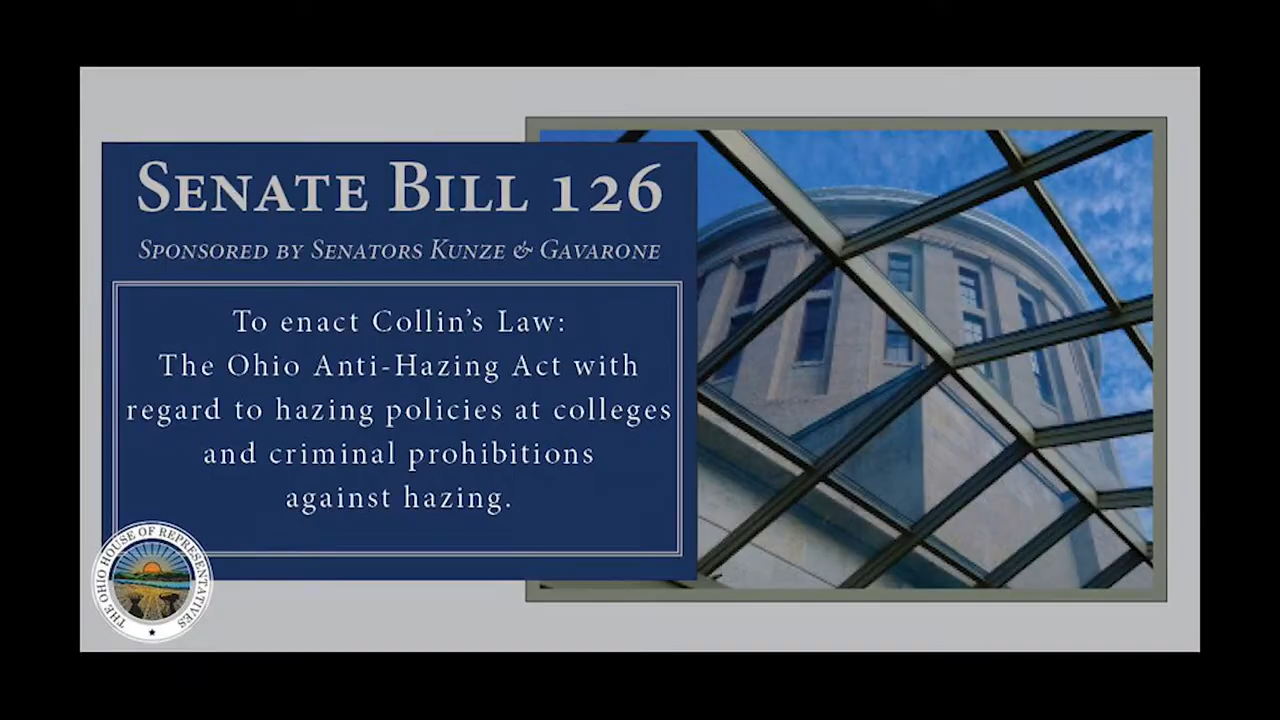 Senate Bill 126
Sponsored by Senators Kunze & Gavarone
To enact Collin's Law:
The Ohio Anti-Hazing Act with
regard to hazing policies at colleges
and criminal prohibitions
against hazing.
THE OHIO HOUSE OF REPRESENTATIVES